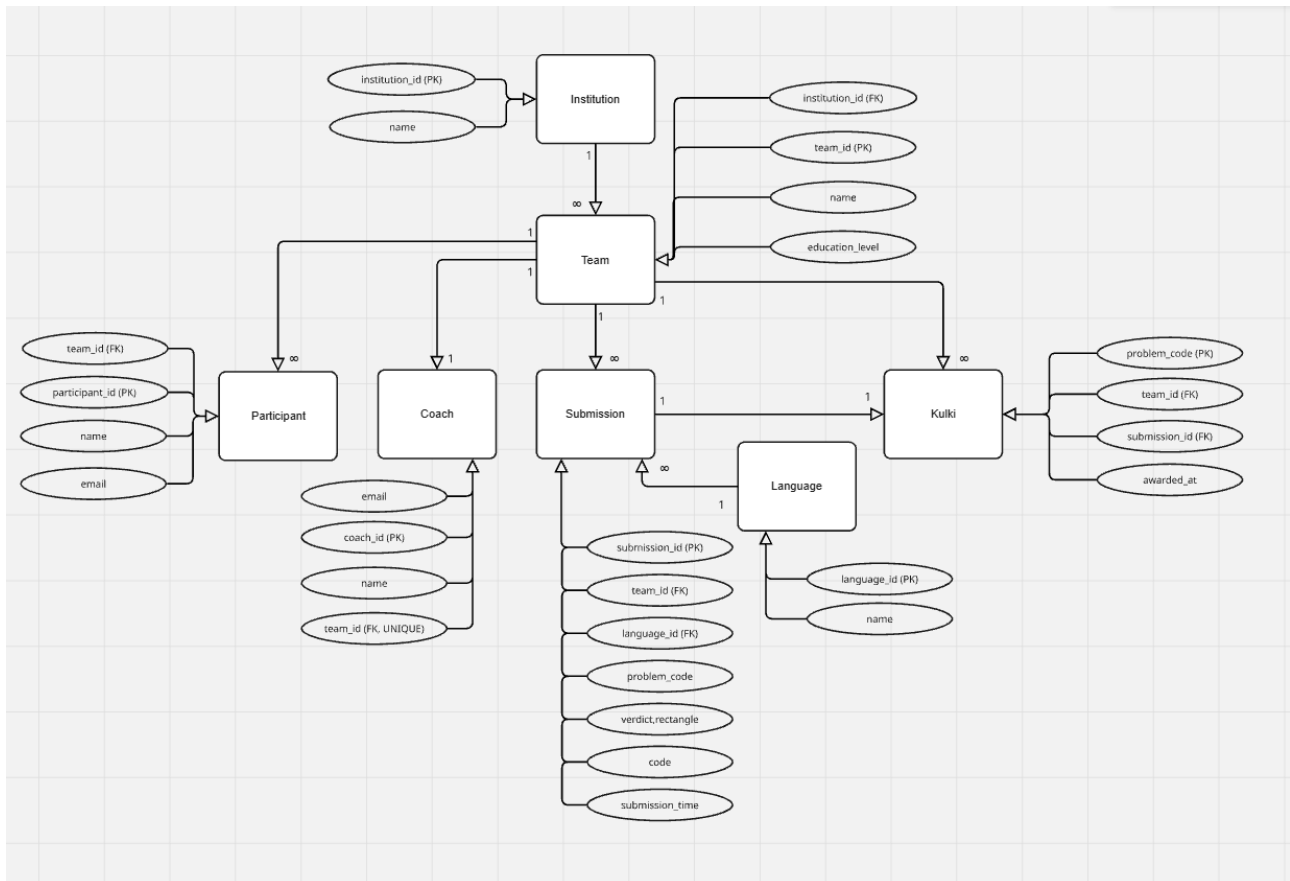 institution_id (PK)
name
Institution
1
∞
institution_id (FK)
team_id (PK)
name
education_level
Team
1
1
1
1
∞
1
∞
∞
team_id (FK)
participant_id (PK)
name
email
Participant
Coach
email
coach_id (PK)
name
team_id (FK, UNIQUE)
Submission
1
1
∞
1
Language
language_id (PK)
name
submission_id (PK)
team_id (FK)
language_id (FK)
problem_code
verdict,rectangle
code
submission_time
Kulki
problem_code (PK)
team_id (FK)
submission_id (FK)
awarded_at